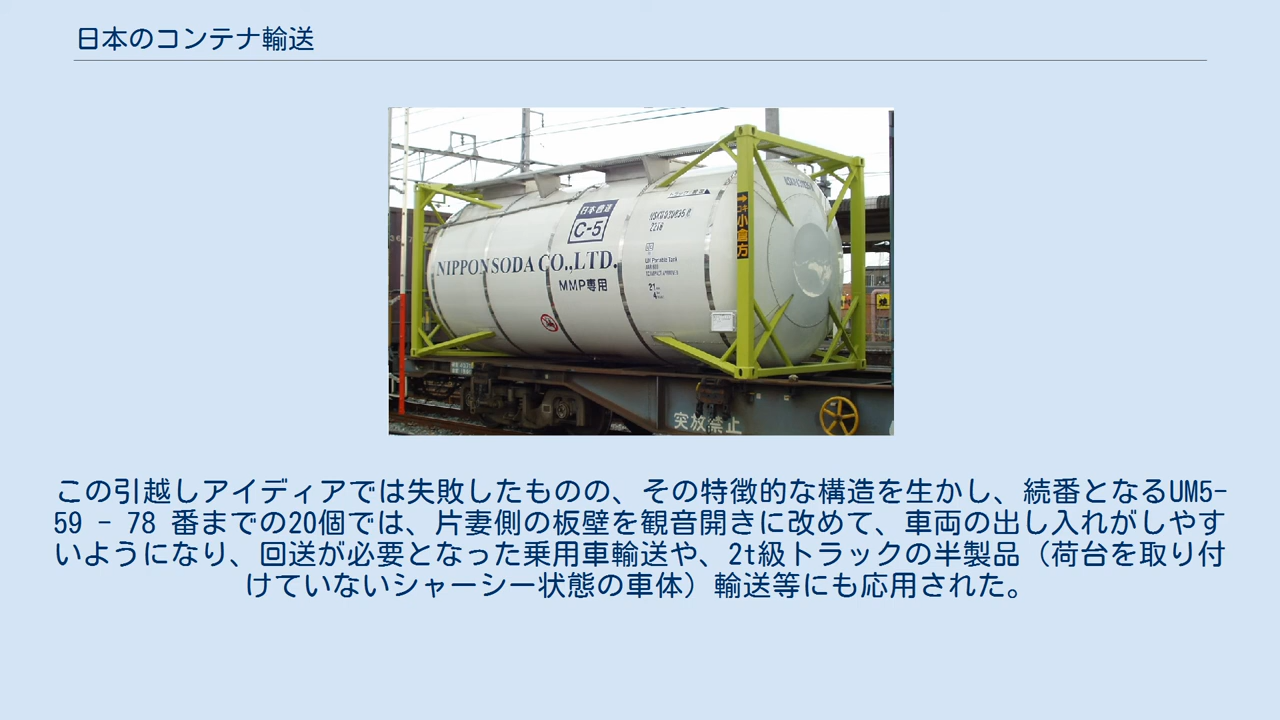 日本のコンテナ輸送
日本曹達
C-5
NIPPON SODA CO.,LTD.
MMP専用
小倉方
突放禁止
この引越しアイディアでは失敗したものの、その特徴的な構造を生かし、続番となるUM5-
59 - 78 番までの20個では、片妻側の板壁を観音開きに改めて、車両の出し入れがしやす
いようになり、回送が必要となった乗用車輸送や、2t級トラックの半製品（荷台を取り付
けていないシャーシー状態の車体）輸送等にも応用された。